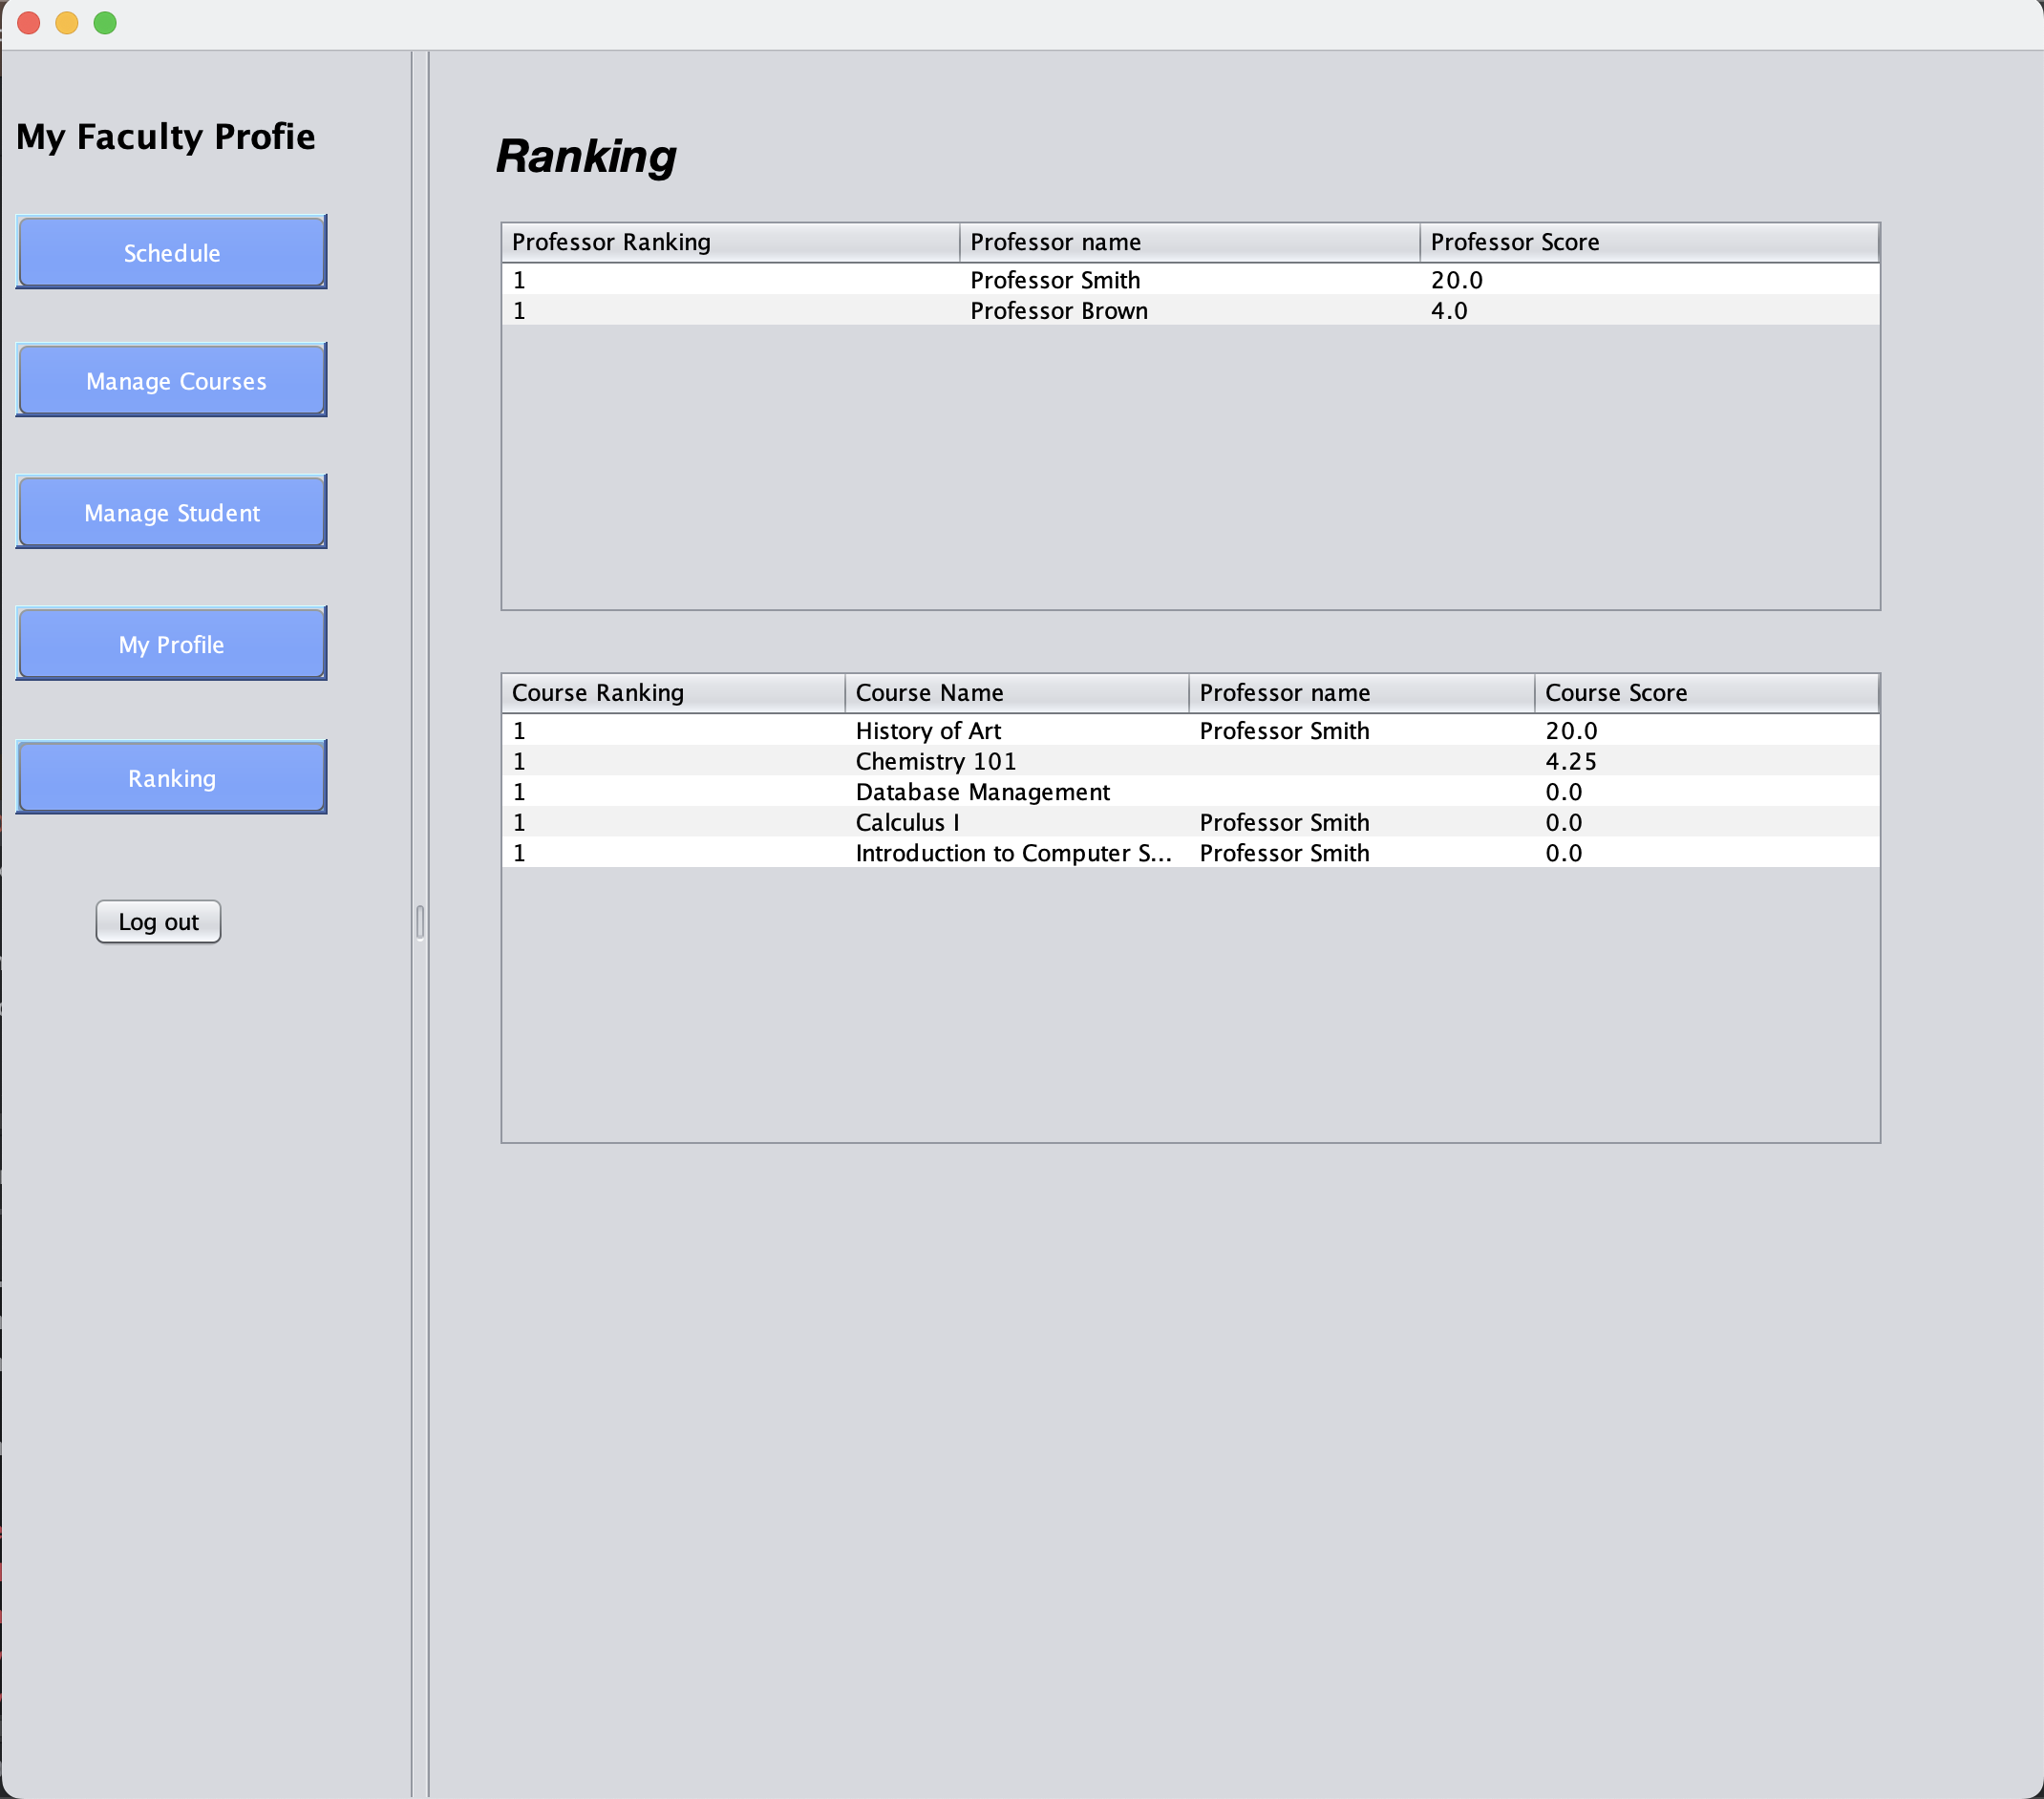 My Faculty Profie
Schedule
Manage Courses
Manage Student
My Profile
Ranking
Log out
Ranking
Professor Ranking Professor name Professor Score
1 Professor Smith 20.0
1 Professor Brown 4.0
Course Ranking Course Name Professor name Course Score
1 History of Art Professor Smith 20.0
1 Chemistry 101 4.25
1 Database Management 0.0
1 Calculus I Professor Smith 0.0
1 Introduction to Computer S... Professor Smith 0.0